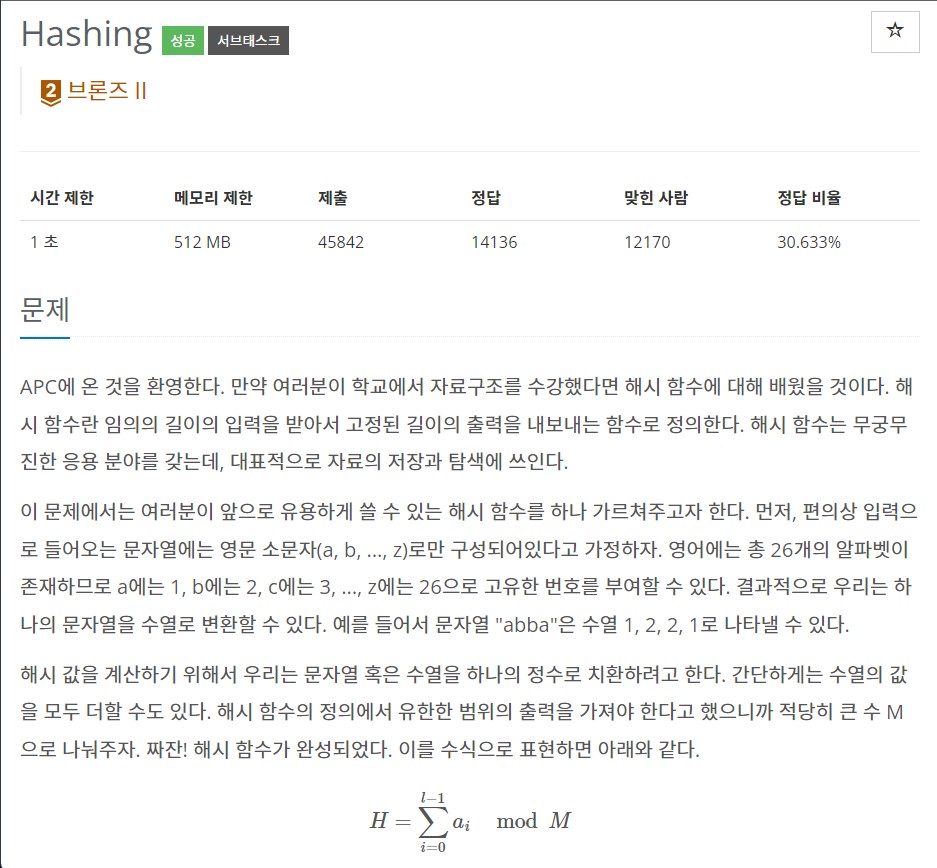 Hashing 성공 서브태스크
☆
2 브론즈 II
시간 제한 메모리 제한 제출 정답 맞힌 사람 정답 비율
1 초 512 MB 45842 14136 12170 30.633%
문제
APC에 온 것을 환영한다. 만약 여러분이 학교에서 자료구조를 수강했다면 해시 함수에 대해 배웠을 것이다. 해
시 함수란 임의의 길이의 입력을 받아서 고정된 길이의 출력을 내보내는 함수로 정의한다. 해시 함수는 무궁무
진한 응용 분야를 갖는데, 대표적으로 자료의 저장과 탐색에 쓰인다.
이 문제에서는 여러분이 앞으로 유용하게 쓸 수 있는 해시 함수를 하나 가르쳐주고자 한다. 먼저, 편의상 입력으
로 들어오는 문자열에는 영문 소문자(a, b, ..., z)로만 구성되어있다고 가정하자. 영어에는 총 26개의 알파벳이
존재하므로 a에는 1, b에는 2, c에는 3, ..., z에는 26으로 고유한 번호를 부여할 수 있다. 결과적으로 우리는 하
나의 문자열을 수열로 변환할 수 있다. 예를 들어서 문자열 "abba"은 수열 1, 2, 2, 1로 나타낼 수 있다.
해시 값을 계산하기 위해서 우리는 문자열 혹은 수열을 하나의 정수로 치환하려고 한다. 간단하게는 수열의 값
을 모두 더할 수도 있다. 해시 함수의 정의에서 유한한 범위의 출력을 가져야 한다고 했으니까 적당히 큰 수 M
으로 나눠주자. 짜잔! 해시 함수가 완성되었다. 이를 수식으로 표현하면 아래와 같다.
H = \sum_{i=0}^{l-1} a_i mod M